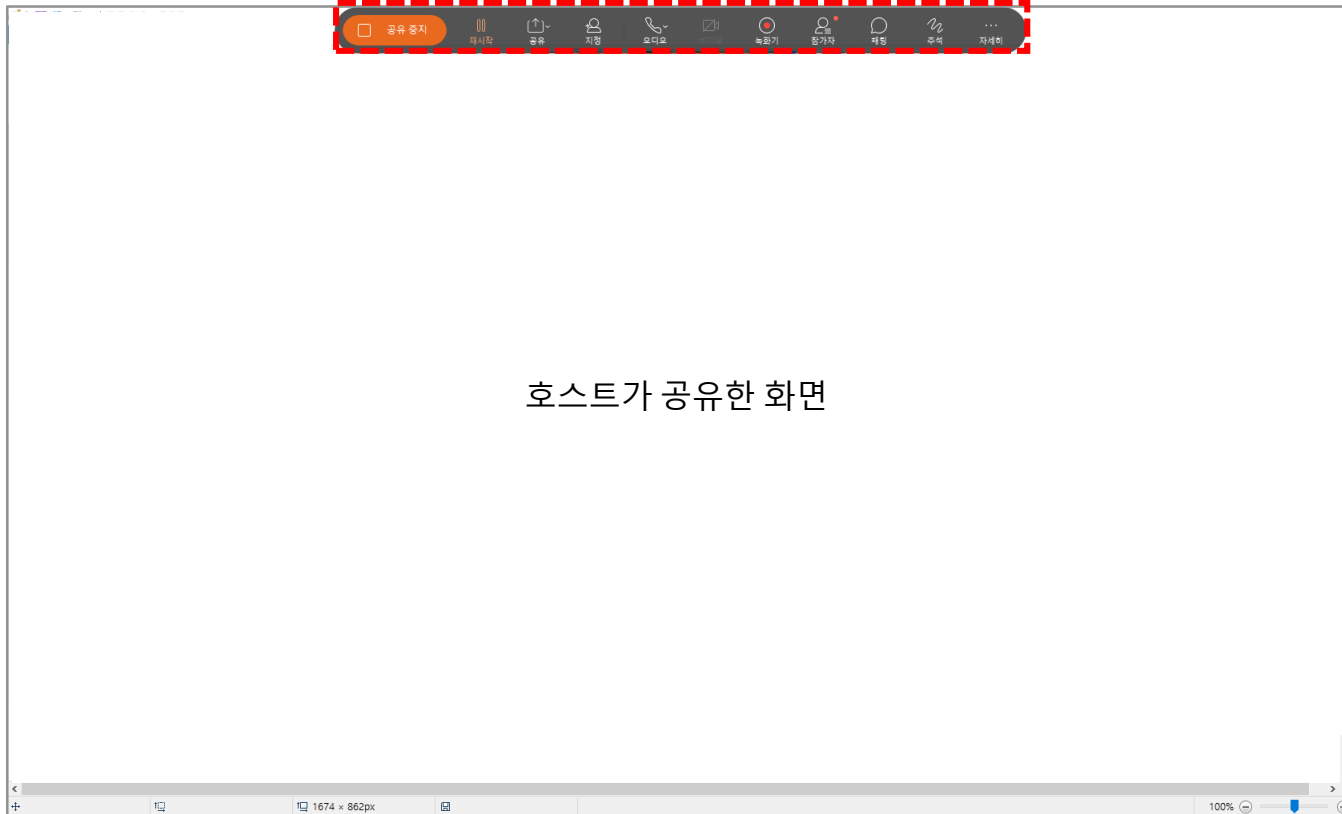 공유 중지
재시작
공유
지정
오디오
녹화기
참가자
채팅
주석
자세히
호스트가 공유한 화면
1674 × 862px
100%